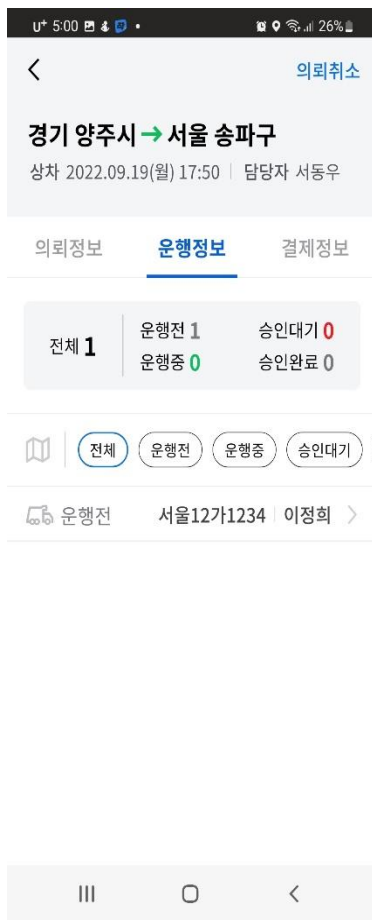 U+ 5:00 26%
의뢰취소
경기 양주시 → 서울 송파구
상차 2022.09.19(월) 17:50 담당자 서동우
의뢰정보 운행정보 결제정보
전체 1
운행전 1 승인대기 0
운행중 0 승인완료 0
전체 운행전 운행중 승인대기
운행전 서울12가1234 이정희